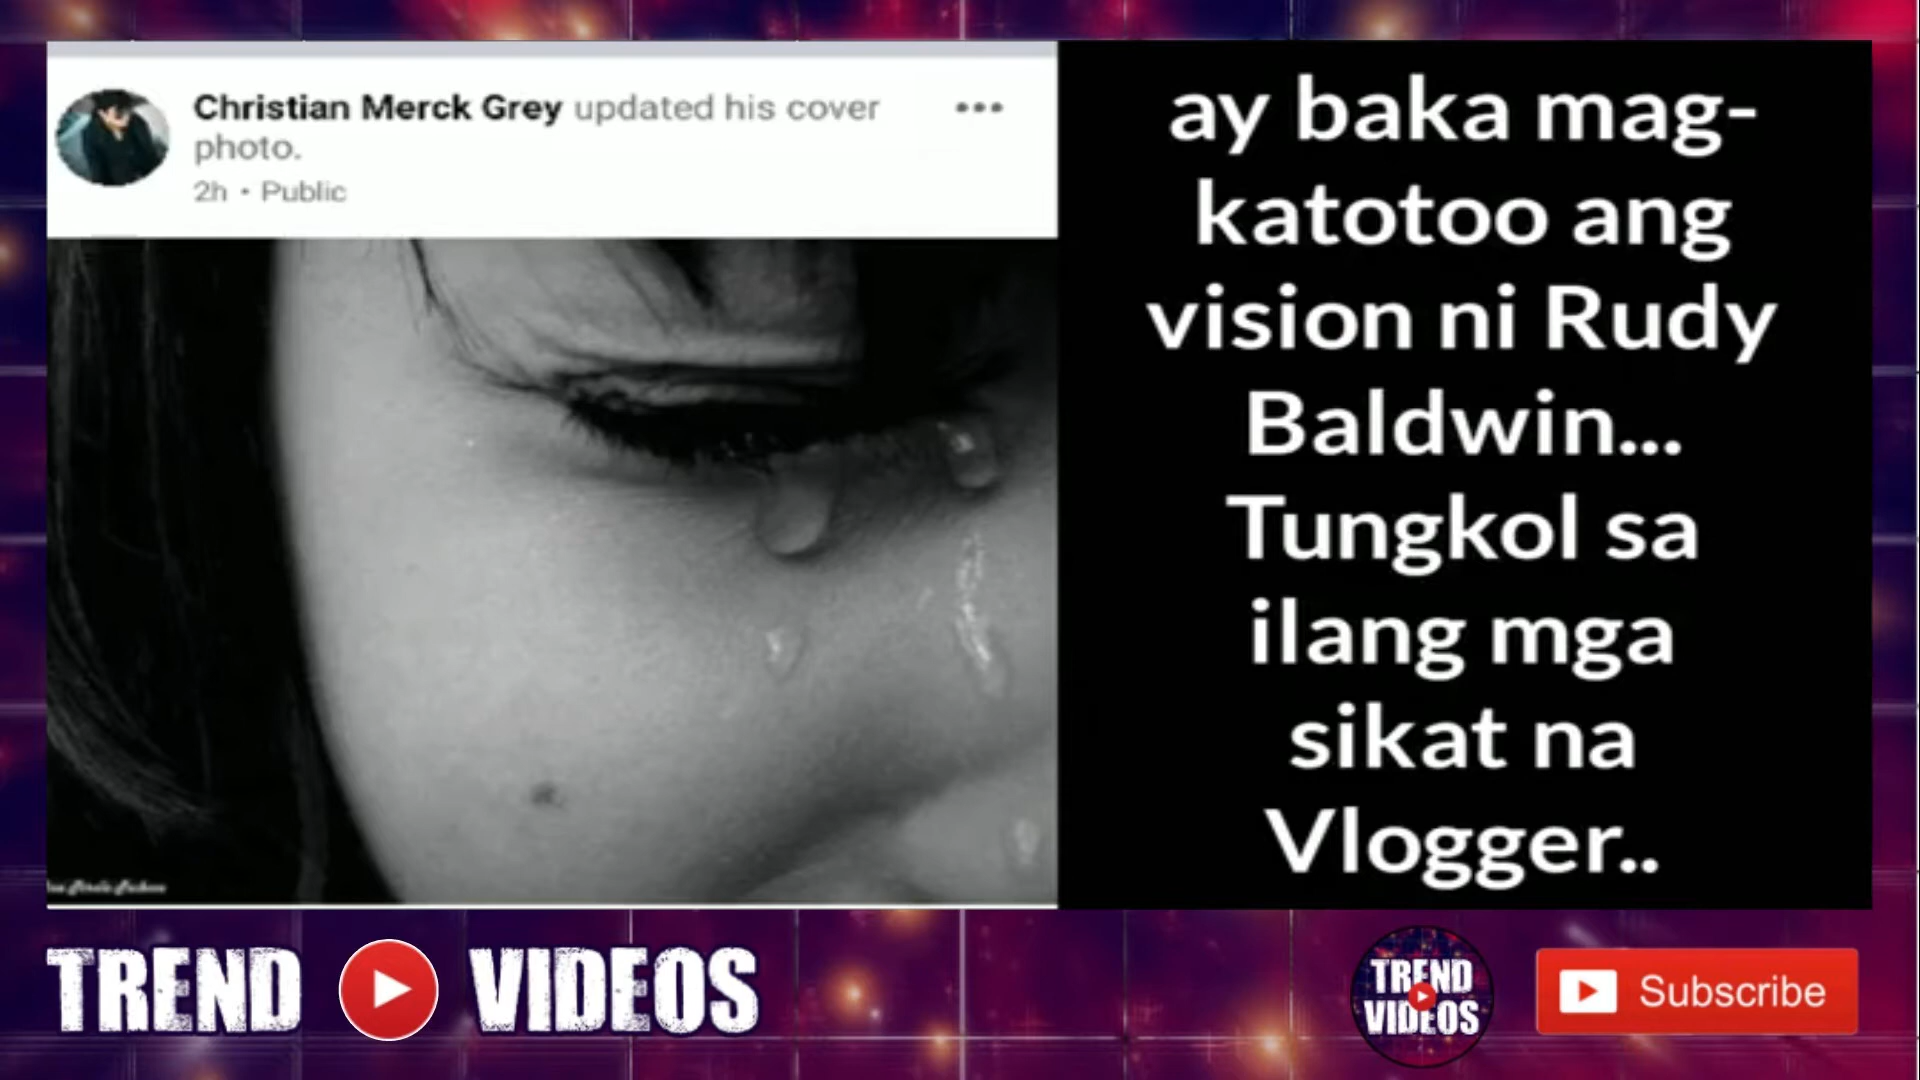 Christian Merck Grey updated his cover
photo.
2h • Public
ay baka mag-
katotoo ang
vision ni Rudy
Baldwin...
Tungkol sa
ilang mga
sikat na
Vlogger..
TREND VIDEOS
TREND
VIDEOS
Subscribe